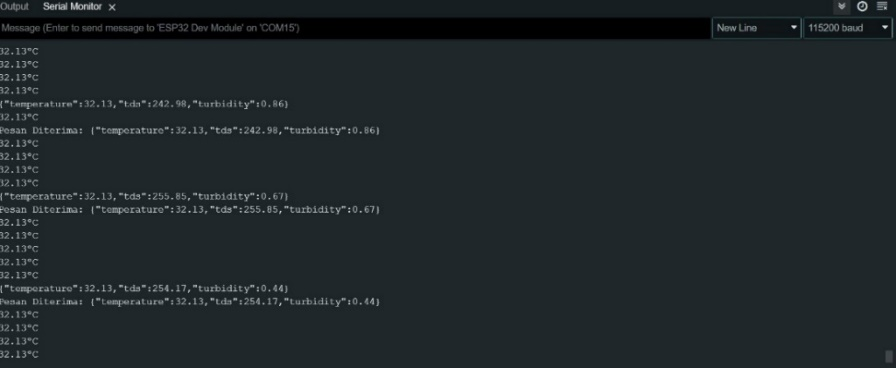 Output Serial Monitor x
Message (Enter to send message to 'ESP32 Dev Module' on 'COM15')
New Line 115200 baud
32.13°C
32.13°C
32.13°C
32.13°C
{"temperature":32.13,"tds":242.98,"turbidity":0.86}
32.13°C
Pesan Diterima: {"temperature":32.13,"tds":242.98,"turbidity":0.86}
32.13°C
32.13°C
32.13°C
32.13°C
{"temperature":32.13,"tds":255.85,"turbidity":0.67}
Pesan Diterima: {"temperature":32.13,"tds":255.85,"turbidity":0.67}
32.13°C
32.13°C
32.13°C
32.13°C
32.13°C
{"temperature":32.13,"tds":254.17,"turbidity":0.44}
Pesan Diterima: {"temperature":32.13,"tds":254.17,"turbidity":0.44}
32.13°C
32.13°C
32.13°C
32.13°C